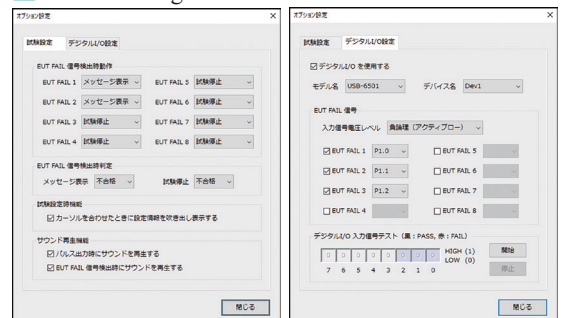 オプション設定
試験設定 デジタルI/O設定
EUT FAIL 信号検出時動作
EUT FAIL 1 メッセージ表示 EUT FAIL 5 試験停止
EUT FAIL 2 メッセージ表示 EUT FAIL 6 試験停止
EUT FAIL 3 試験停止 EUT FAIL 7 試験停止
EUT FAIL 4 試験停止 EUT FAIL 8 試験停止
EUT FAIL 信号検出時判定
メッセージ表示 不合格 試験停止 不合格
試験設定時機能
カーソルを合わせたときに設定情報を吹き出し表示する
サウンド再生機能
パルス出力時にサウンドを再生する
EUT FAIL 信号検出時にサウンドを再生する
閉じる
オプション設定
試験設定 デジタルI/O設定
デジタルI/O を使用する
モデル名 USB-6501 デバイス名 Dev1
EUT FAIL 信号
入力信号電圧レベル 負論理（アクティブロー）
EUT FAIL 1 P1.0 EUT FAIL 5
EUT FAIL 2 P1.1 EUT FAIL 6
EUT FAIL 3 P1.2 EUT FAIL 7
EUT FAIL 4 EUT FAIL 8
デジタルI/O 入力信号テスト（黒：PASS, 赤：FAIL）
0 0 0 0 0 0 0 0 HIGH (1) 開始
LOW (0)
7 6 5 4 3 2 1 0 停止
閉じる